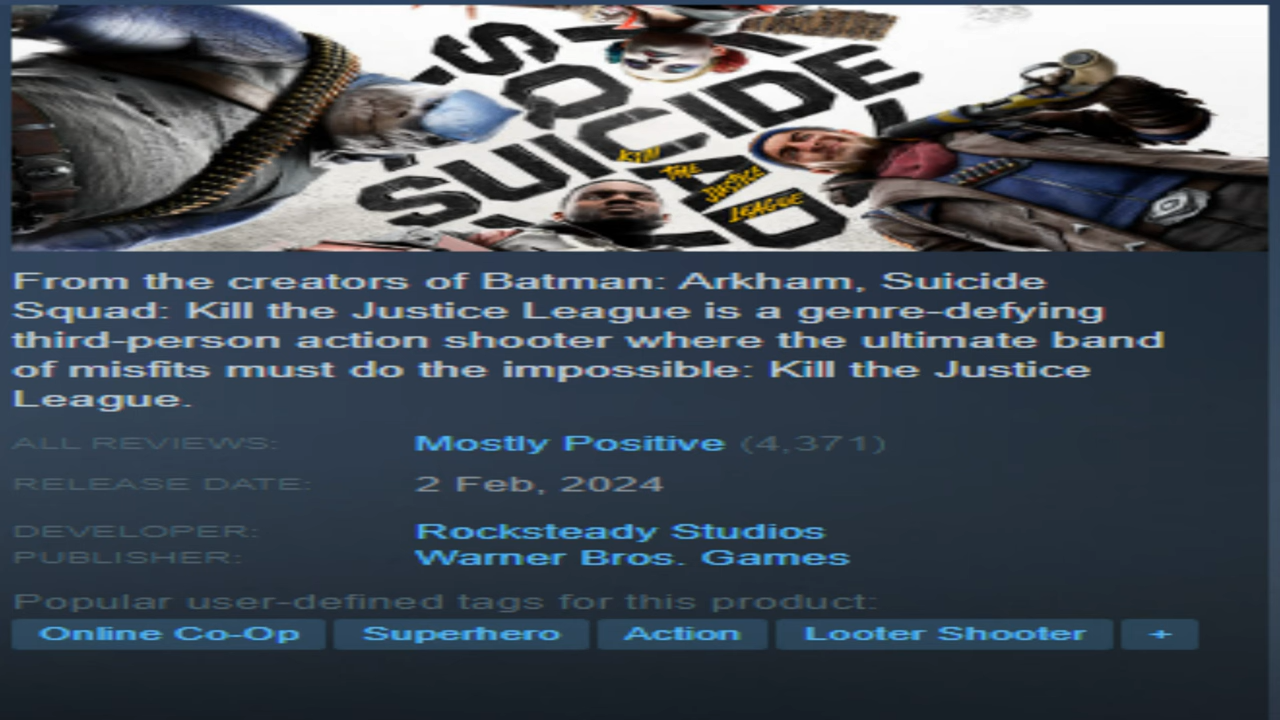 SUICIDE
SQUAD
KILL
THE
JUSTICE
LEAGUE
From the creators of Batman: Arkham, Suicide
Squad: Kill the Justice League is a genre-defying
third-person action shooter where the ultimate band
of misfits must do the impossible: Kill the Justice
League.
ALL REVIEWS: Mostly Positive (4,371)
RELEASE DATE: 2 Feb, 2024
DEVELOPER: Rocksteady Studios
PUBLISHER: Warner Bros. Games
Popular user-defined tags for this product:
Online Co-Op Superhero Action Looter Shooter +